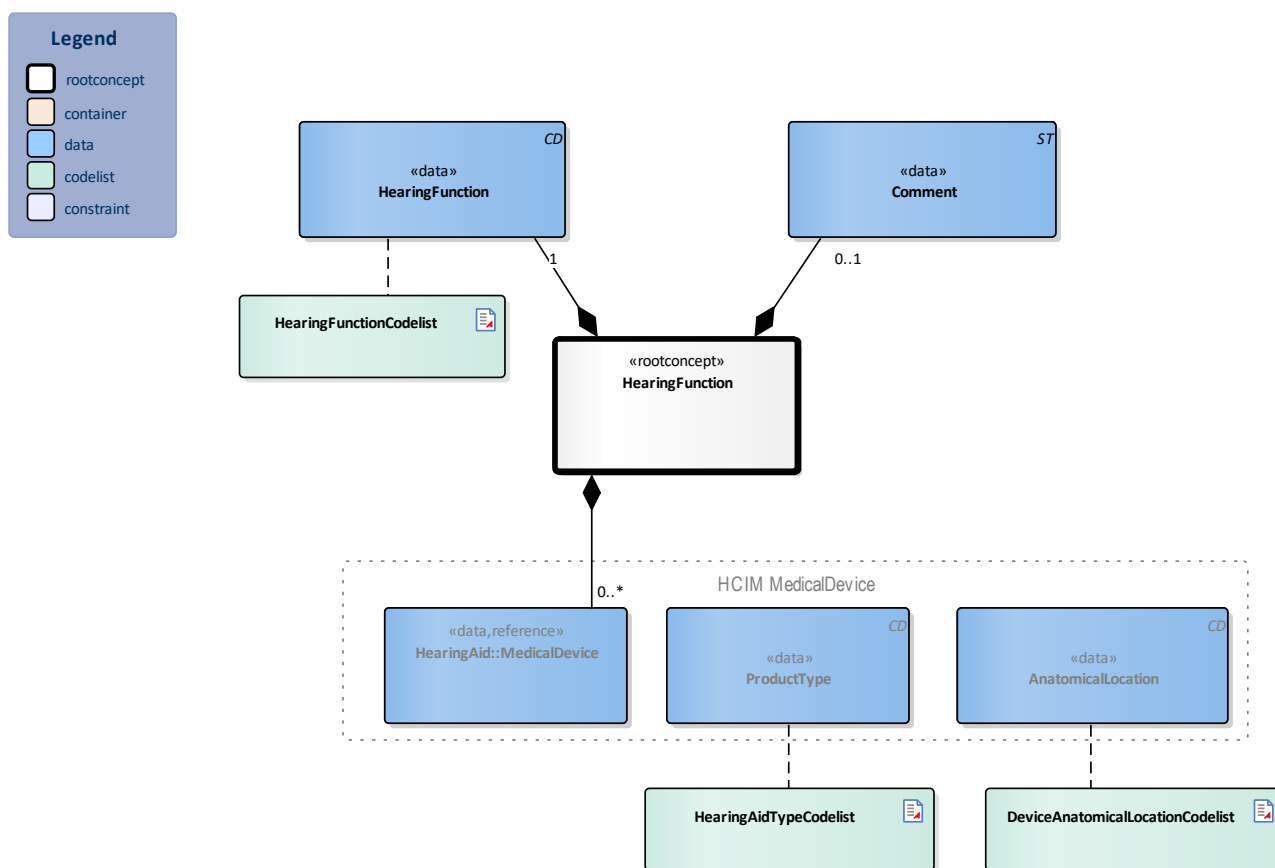 Legend
rootconcept
container
data
codelist
constraint
CD
«data»
HearingFunction
ST
«data»
Comment
1
0..1
HearingFunctionCodelist
«rootconcept»
HearingFunction
HCIM MedicalDevice
0..*
«data,reference»
HearingAid::MedicalDevice
CD
«data»
ProductType
CD
«data»
AnatomicalLocation
HearingAidTypeCodelist
DeviceAnatomicalLocationCodelist